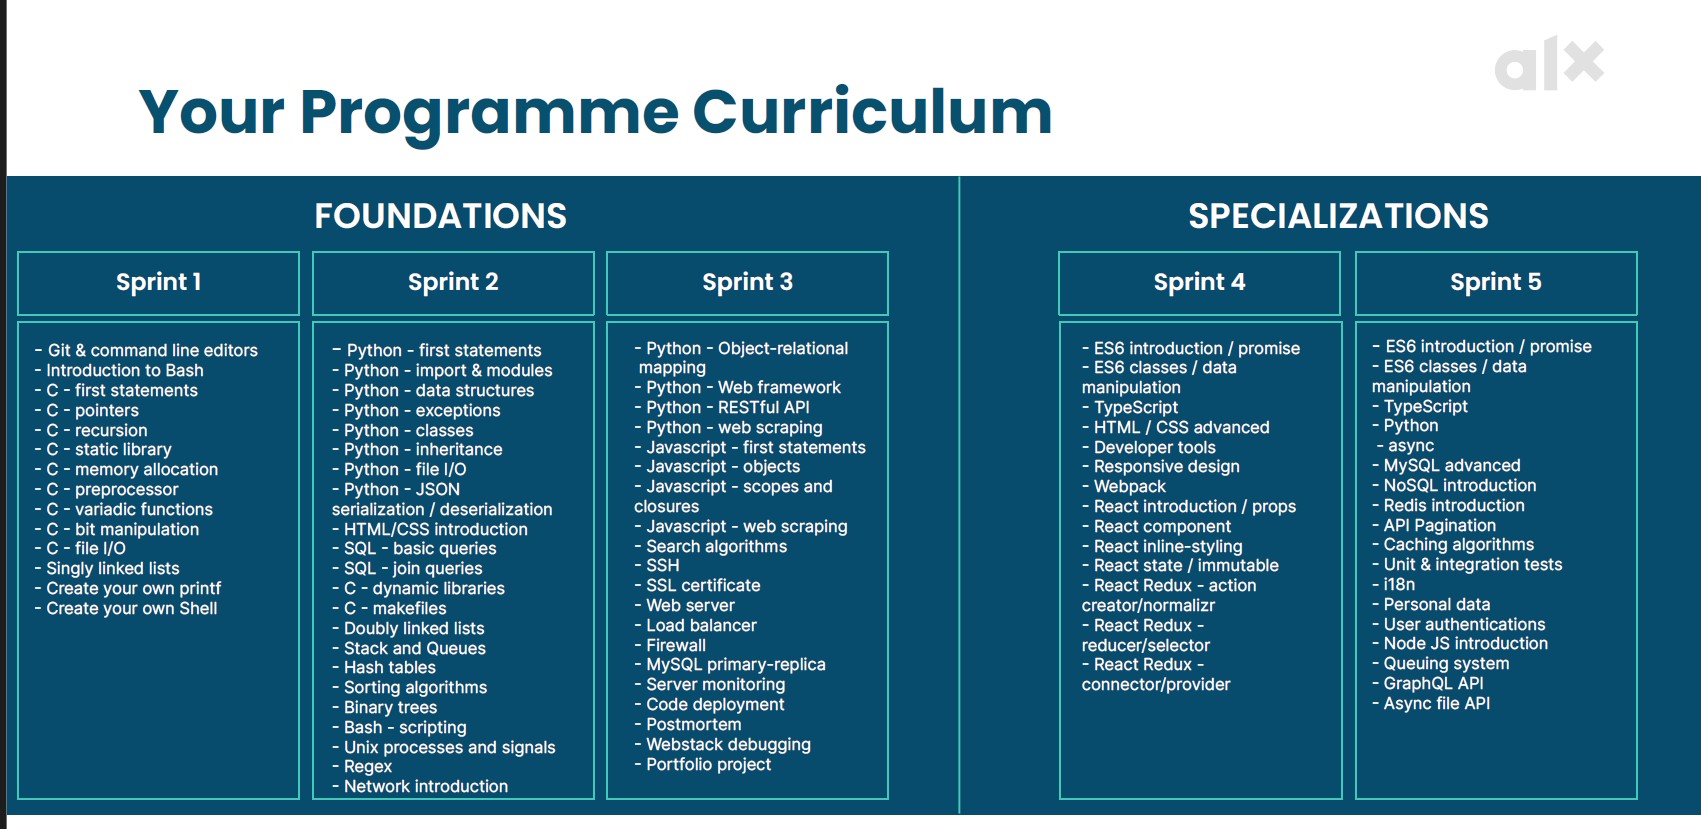 alx
Your Programme Curriculum
FOUNDATIONS
Sprint 1
- Git & command line editors
- Introduction to Bash
- C - first statements
- C - pointers
- C - recursion
- C - static library
- C - memory allocation
- C - preprocessor
- C - variadic functions
- C - bit manipulation
- C - file I/O
- Singly linked lists
- Create your own printf
- Create your own Shell
Sprint 2
- Python - first statements
- Python - import & modules
- Python - data structures
- Python - exceptions
- Python - classes
- Python - inheritance
- Python - file I/O
- Python - JSON
serialization / deserialization
- HTML/CSS introduction
- SQL - basic queries
- SQL - join queries
- C - dynamic libraries
- C - makefiles
- Doubly linked lists
- Stack and Queues
- Hash tables
- Sorting algorithms
- Binary trees
- Bash - scripting
- Unix processes and signals
- Regex
- Network introduction
Sprint 3
- Python - Object-relational
mapping
- Python - Web framework
- Python - RESTful API
- Python - web scraping
- Javascript - first statements
- Javascript - objects
- Javascript - scopes and
closures
- Javascript - web scraping
- Search algorithms
- SSH
- SSL certificate
- Web server
- Load balancer
- Firewall
- MySQL primary-replica
- Server monitoring
- Code deployment
- Postmortem
- Webstack debugging
- Portfolio project
SPECIALIZATIONS
Sprint 4
- ES6 introduction / promise
- ES6 classes / data
manipulation
- TypeScript
- HTML / CSS advanced
- Developer tools
- Responsive design
- Webpack
- React introduction / props
- React component
- React inline-styling
- React state / immutable
- React Redux - action
creator/normalizr
- React Redux -
reducer/selector
- React Redux -
connector/provider
Sprint 5
- ES6 introduction / promise
- ES6 classes / data
manipulation
- TypeScript
- Python
- async
- MySQL advanced
- NoSQL introduction
- Redis introduction
- API Pagination
- Caching algorithms
- Unit & integration tests
- i18n
- Personal data
- User authentications
- Node JS introduction
- Queuing system
- GraphQL API
- Async file API